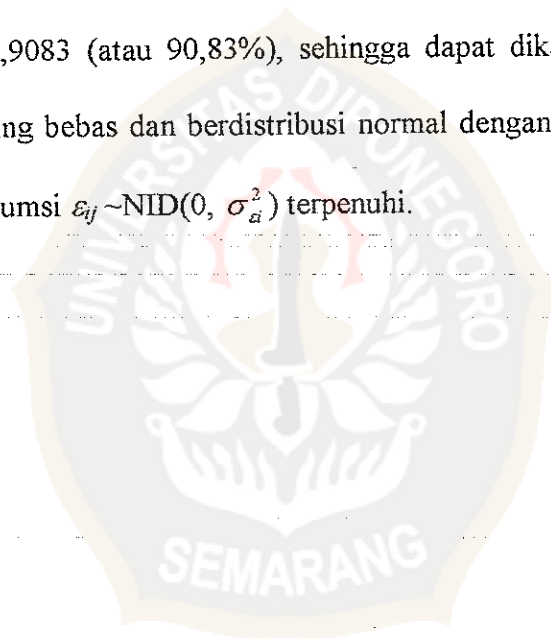 ,9083 (atau 90,83%), sehingga dapat dik
ng bebas dan berdistribusi normal dengan
umsi εij ~NID(0, σ²εi) terpenuhi.
UNIVERSITAS DIPONEGORO
SEMARANG